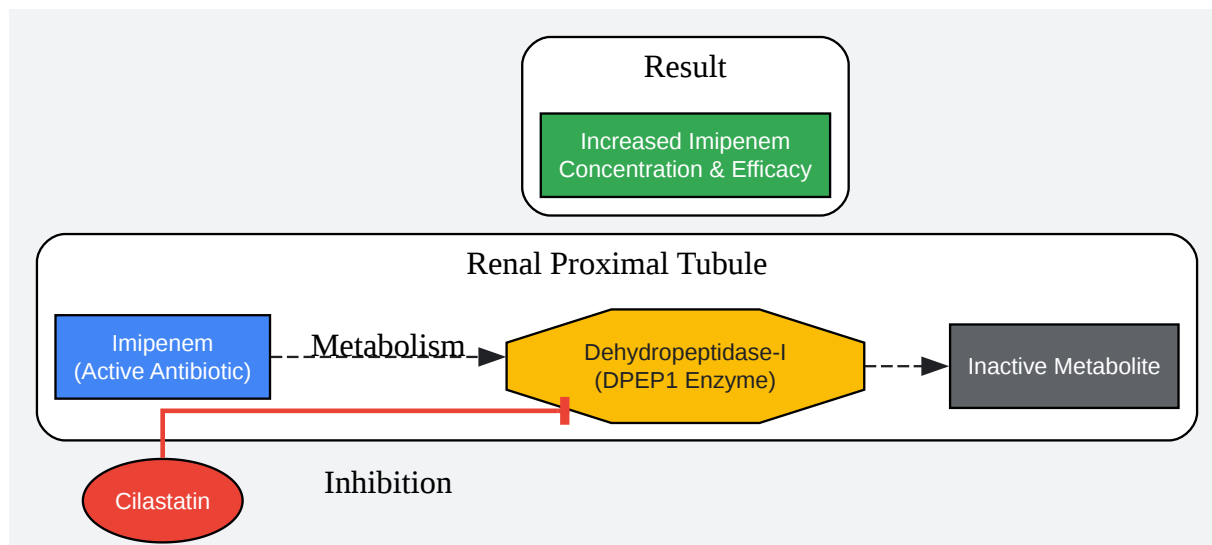 Result
Increased Imipenem
Concentration & Efficacy
Renal Proximal Tubule
Imipenem
(Active Antibiotic)
Metabolism
Dehydropeptidase-I
(DPEP1 Enzyme)
Inactive Metabolite
Inhibition
Cilastatin